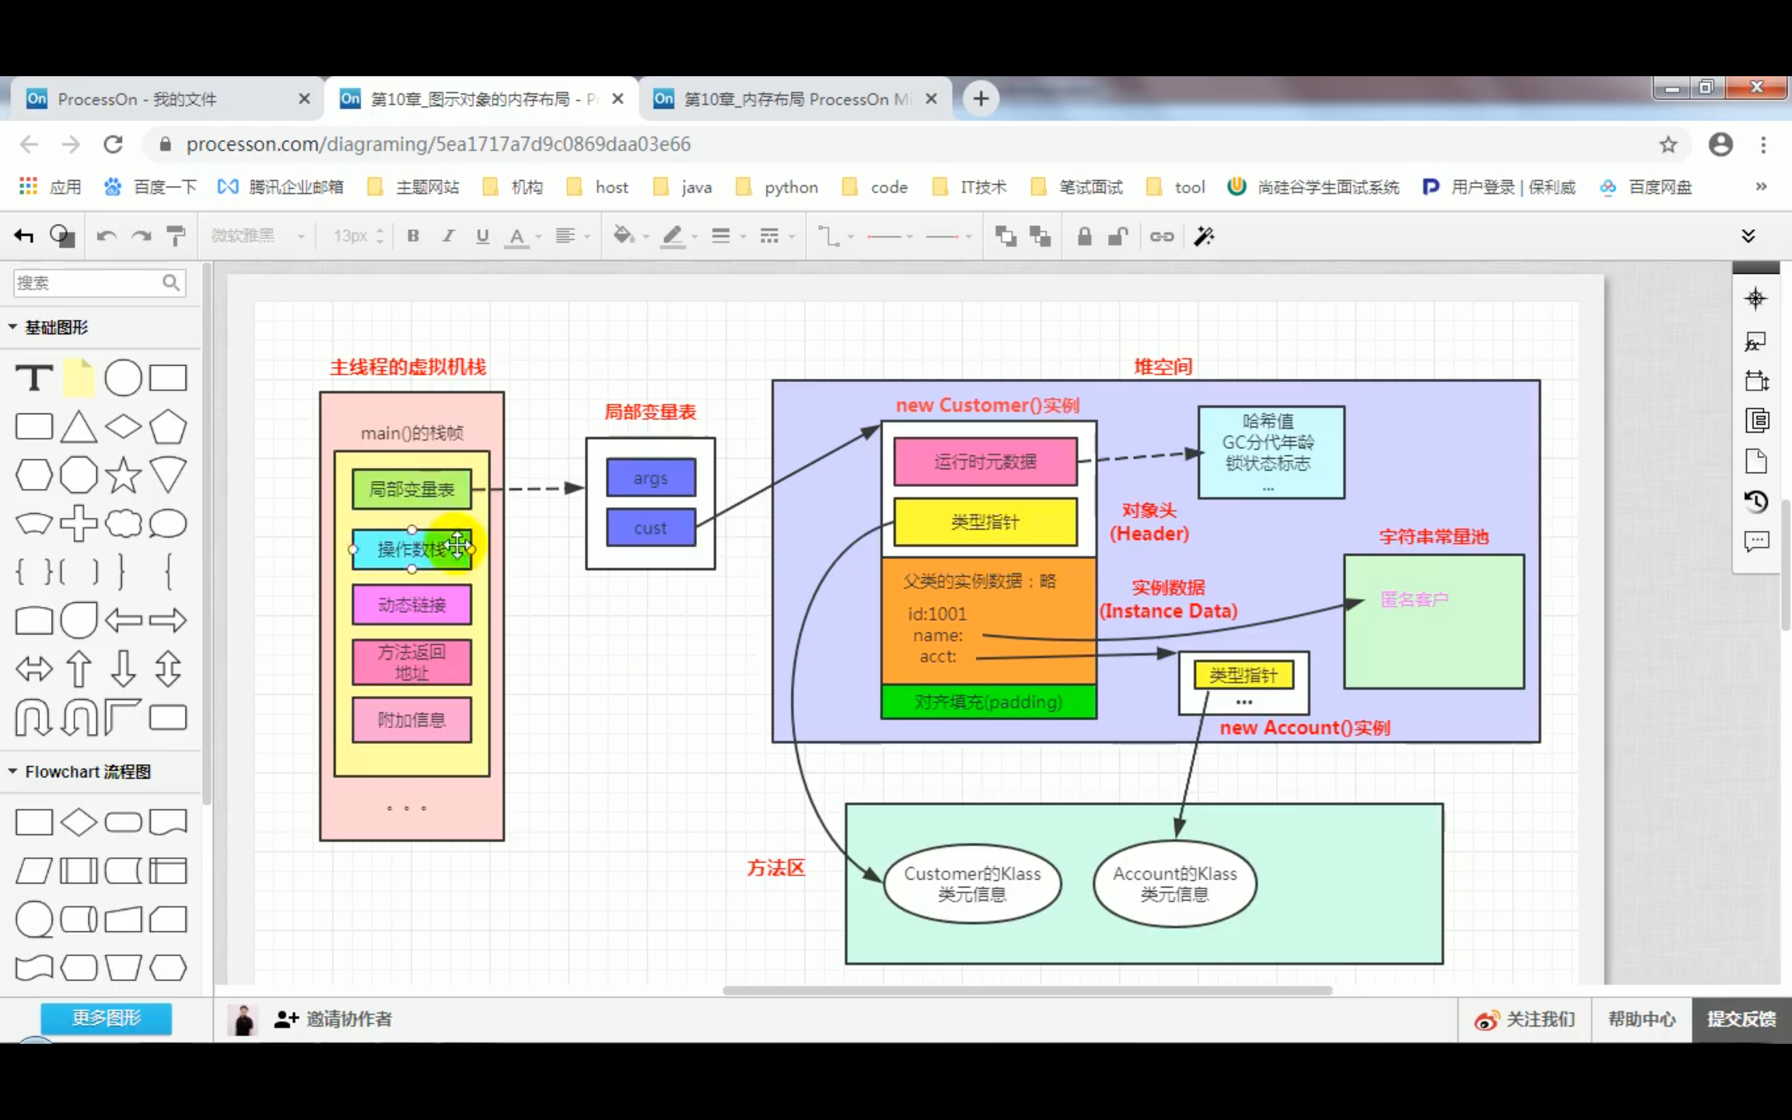 On ProcessOn - 我的文件
On 第10章_图示对象的内存布局 - P
On 第10章_内存布局 ProcessOn Mi
processon.com/diagraming/5ea1717a7d9c0869daa03e66
应用 百度一下 腾讯企业邮箱 主题网站 机构 host java python code IT技术 笔试面试 tool 尚硅谷学生面试系统 用户登录 | 保利威 百度网盘
微软雅黑 13px B I U A
搜索
基础图形
Flowchart 流程图
更多图形
主线程的虚拟机栈
main()的栈帧
局部变量表
操作数栈
动态链接
方法返回
地址
附加信息
局部变量表
args
cust
堆空间
new Customer()实例
运行时元数据
类型指针
哈希值
GC分代年龄
锁状态标志
...
对象头
(Header)
父类的实例数据：略
id:1001
name:
acct:
实例数据
(Instance Data)
对齐填充(padding)
字符串常量池
匿名客户
类型指针
...
new Account()实例
方法区
Customer的Klass
类元信息
Account的Klass
类元信息
邀请协作者
关注我们
帮助中心
提交反馈